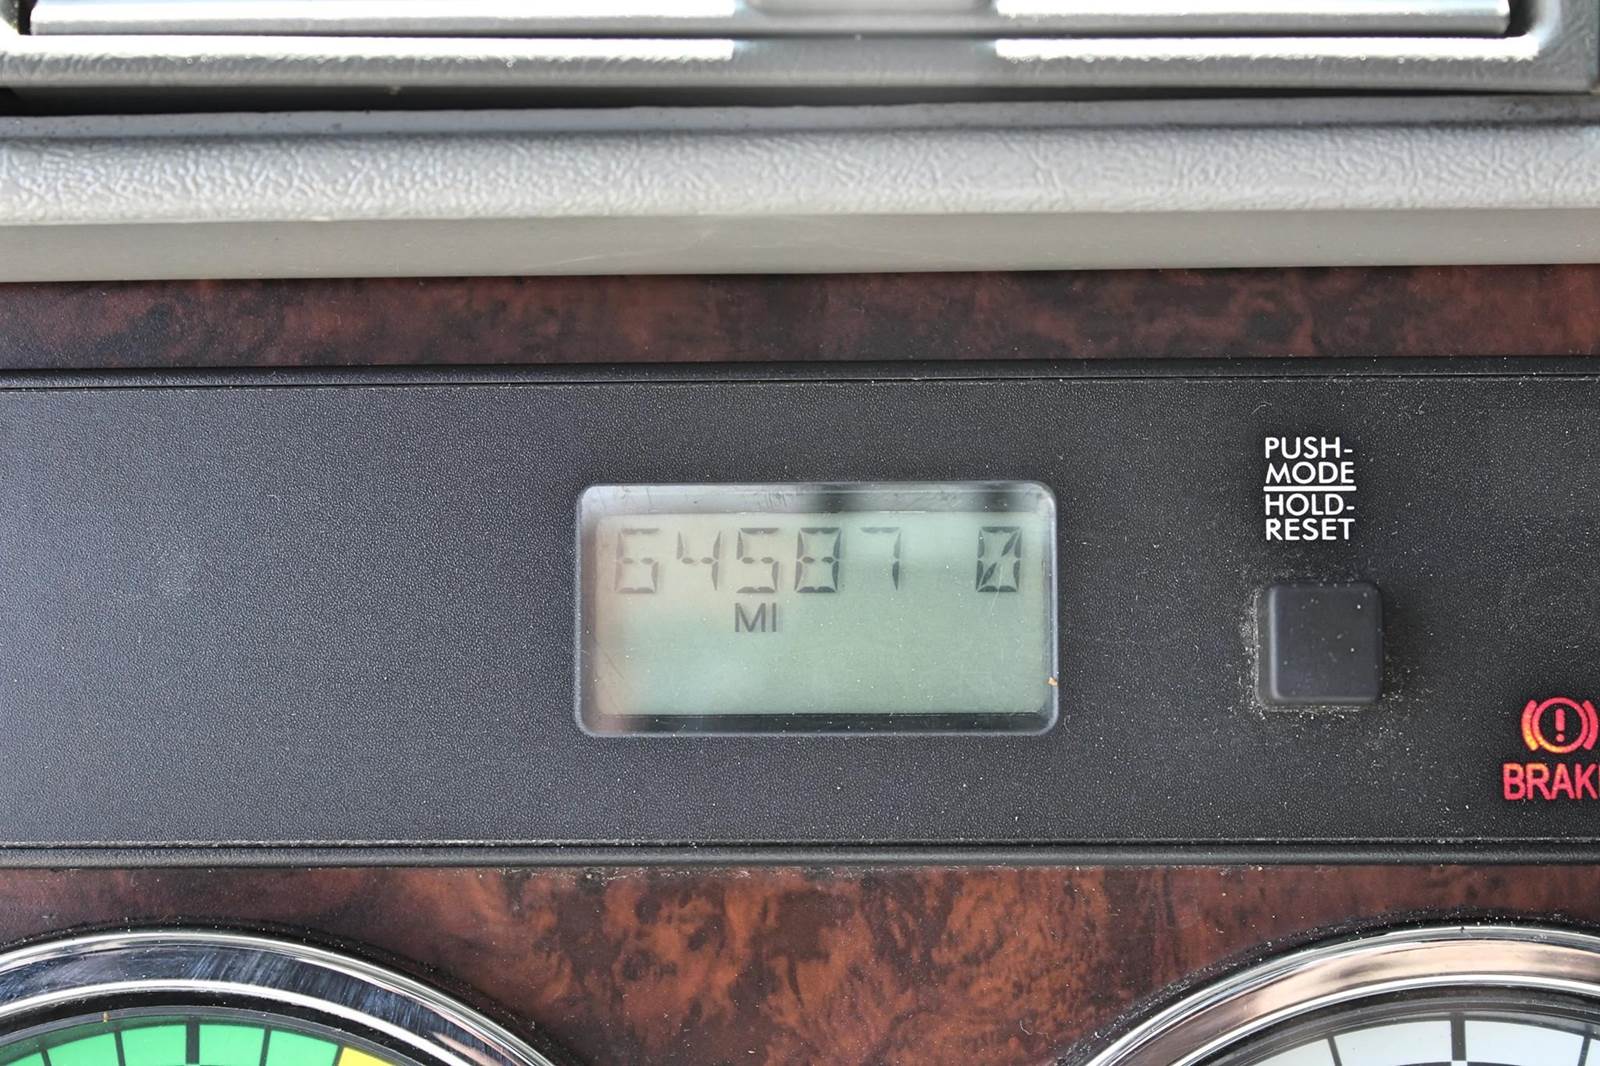 PUSH-
MODE
HOLD-
RESET
64587 0
MI
BRAK